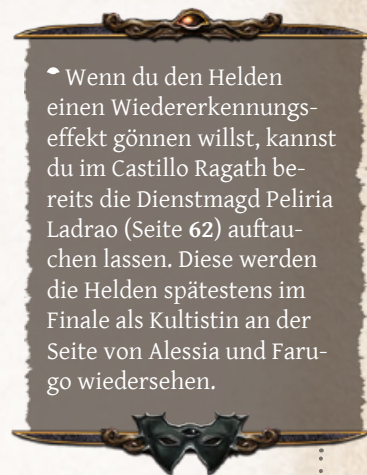 Wenn du den Helden
einen Wiedererkennungs-
effekt gönnen willst, kannst
du im Castillo Ragath be-
reits die Dienstmagd Peliria
Ladrao (Seite 62) auftau-
chen lassen. Diese werden
die Helden spätestens im
Finale als Kultistin an der
Seite von Alessia und Faru-
go wiedersehen.